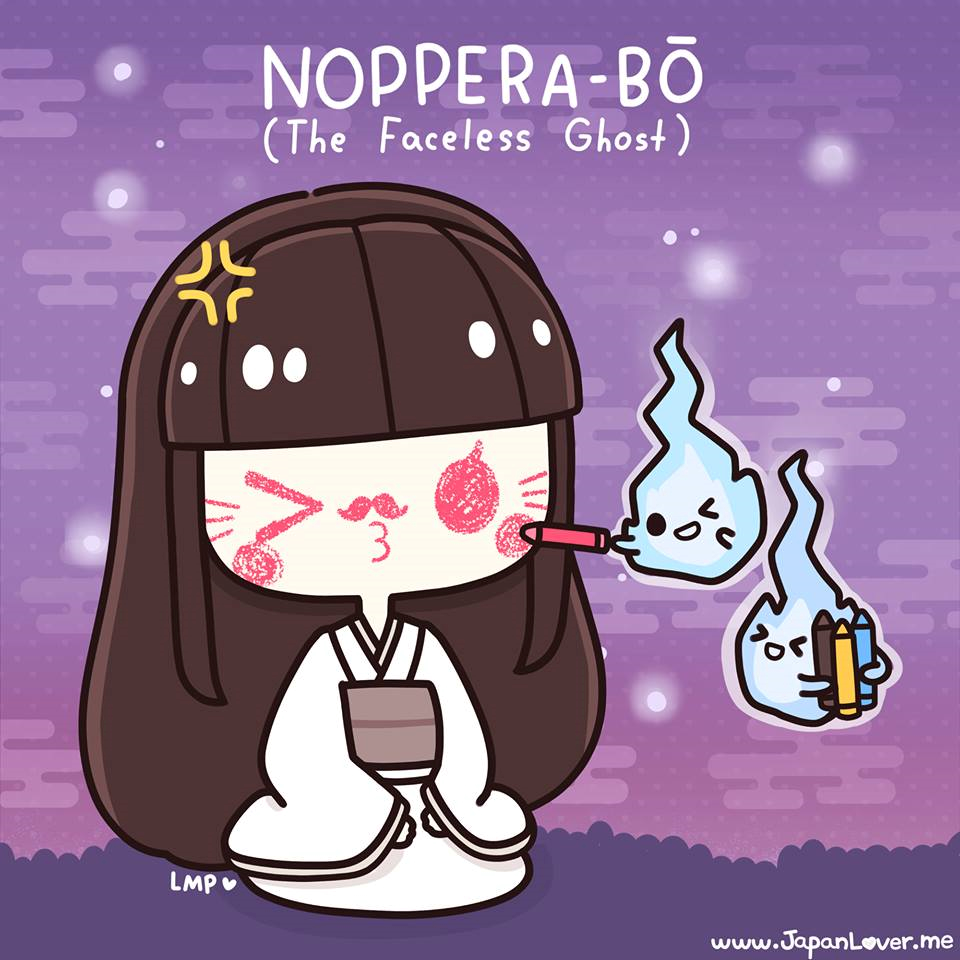 NOPPERA-BŌ
(The Faceless Ghost)
LMP♥
www.JapanLover.me